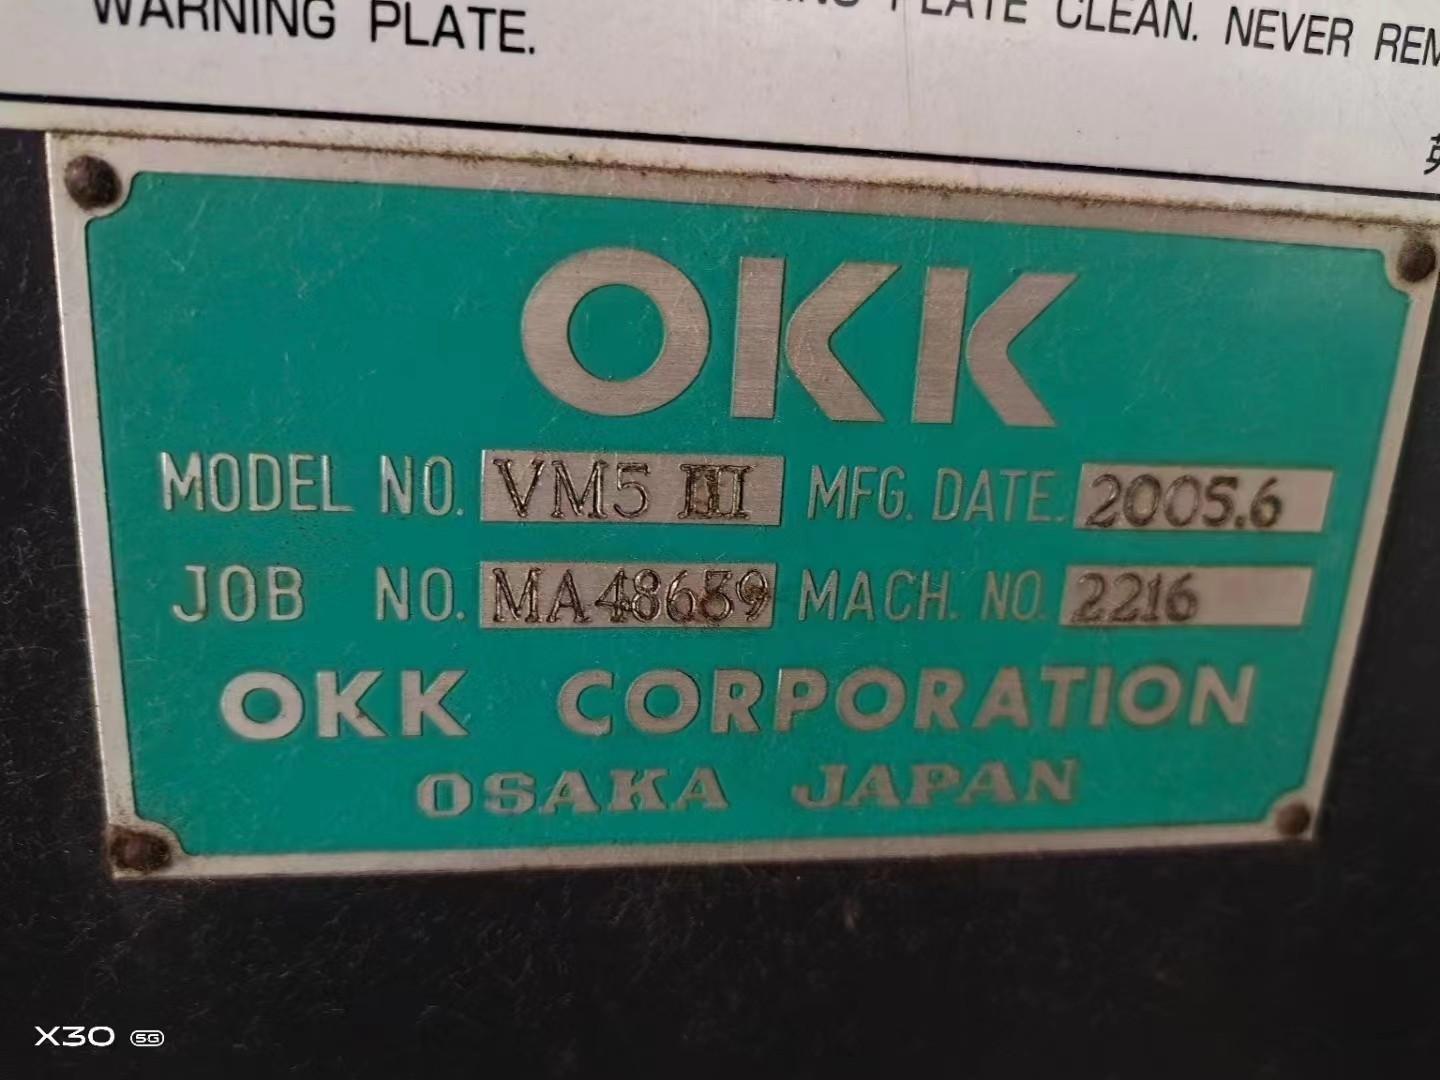 WARNING PLATE.
PLATE CLEAN. NEVER
OKK
MODEL NO. VM5 III MFG. DATE. 2005.6
JOB NO. MA48639 MACH. NO. 2216
OKK CORPORATION
OSAKA JAPAN
X30 5G